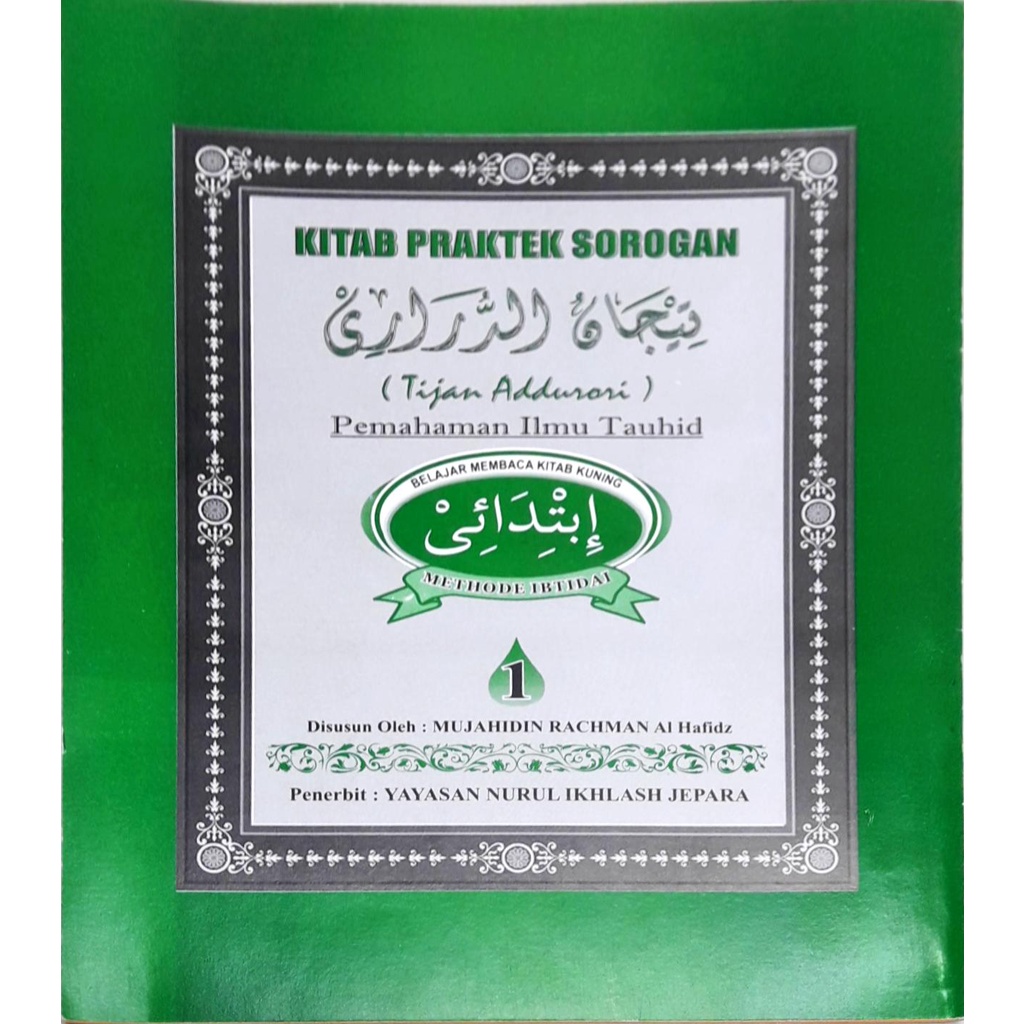 KITAB PRAKTEK SOROGAN
تِيْجَانُ الدُّرَارِيْ
( Tijan Addurori )
Pemahaman Ilmu Tauhid
BELAJAR MEMBACA KITAB KUNING
إِبْتِدَائِىْ
METHODE IBTIDAI
1
Disusun Oleh : MUJAHIDIN RACHMAN Al Hafidz
Penerbit : YAYASAN NURUL IKHLASH JEPARA